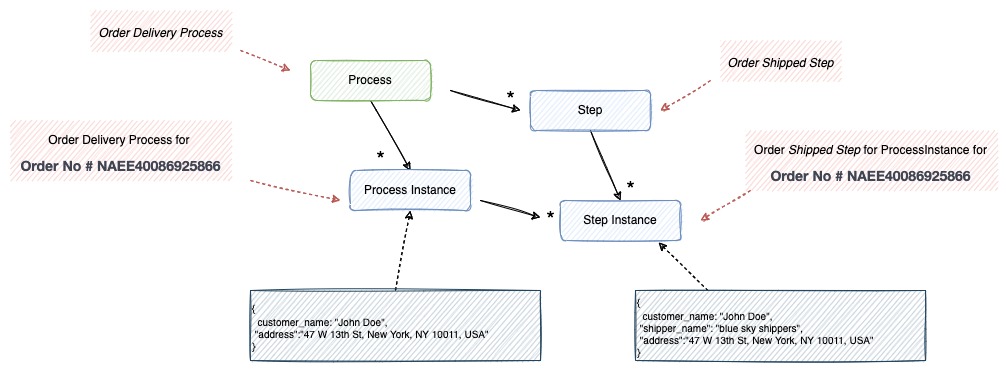 Order Delivery Process
Order Shipped Step
Process
*
Step
Order Delivery Process for
Order No # NAEE40086925866
*
Order Shipped Step for ProcessInstance for
Order No # NAEE40086925866
Process Instance
*
*
Step Instance
{
customer_name: "John Doe",
"address":"47 W 13th St, New York, NY 10011, USA"
}
{
customer_name: "John Doe",
"shipper_name": "blue sky shippers",
"address":"47 W 13th St, New York, NY 10011, USA"
}